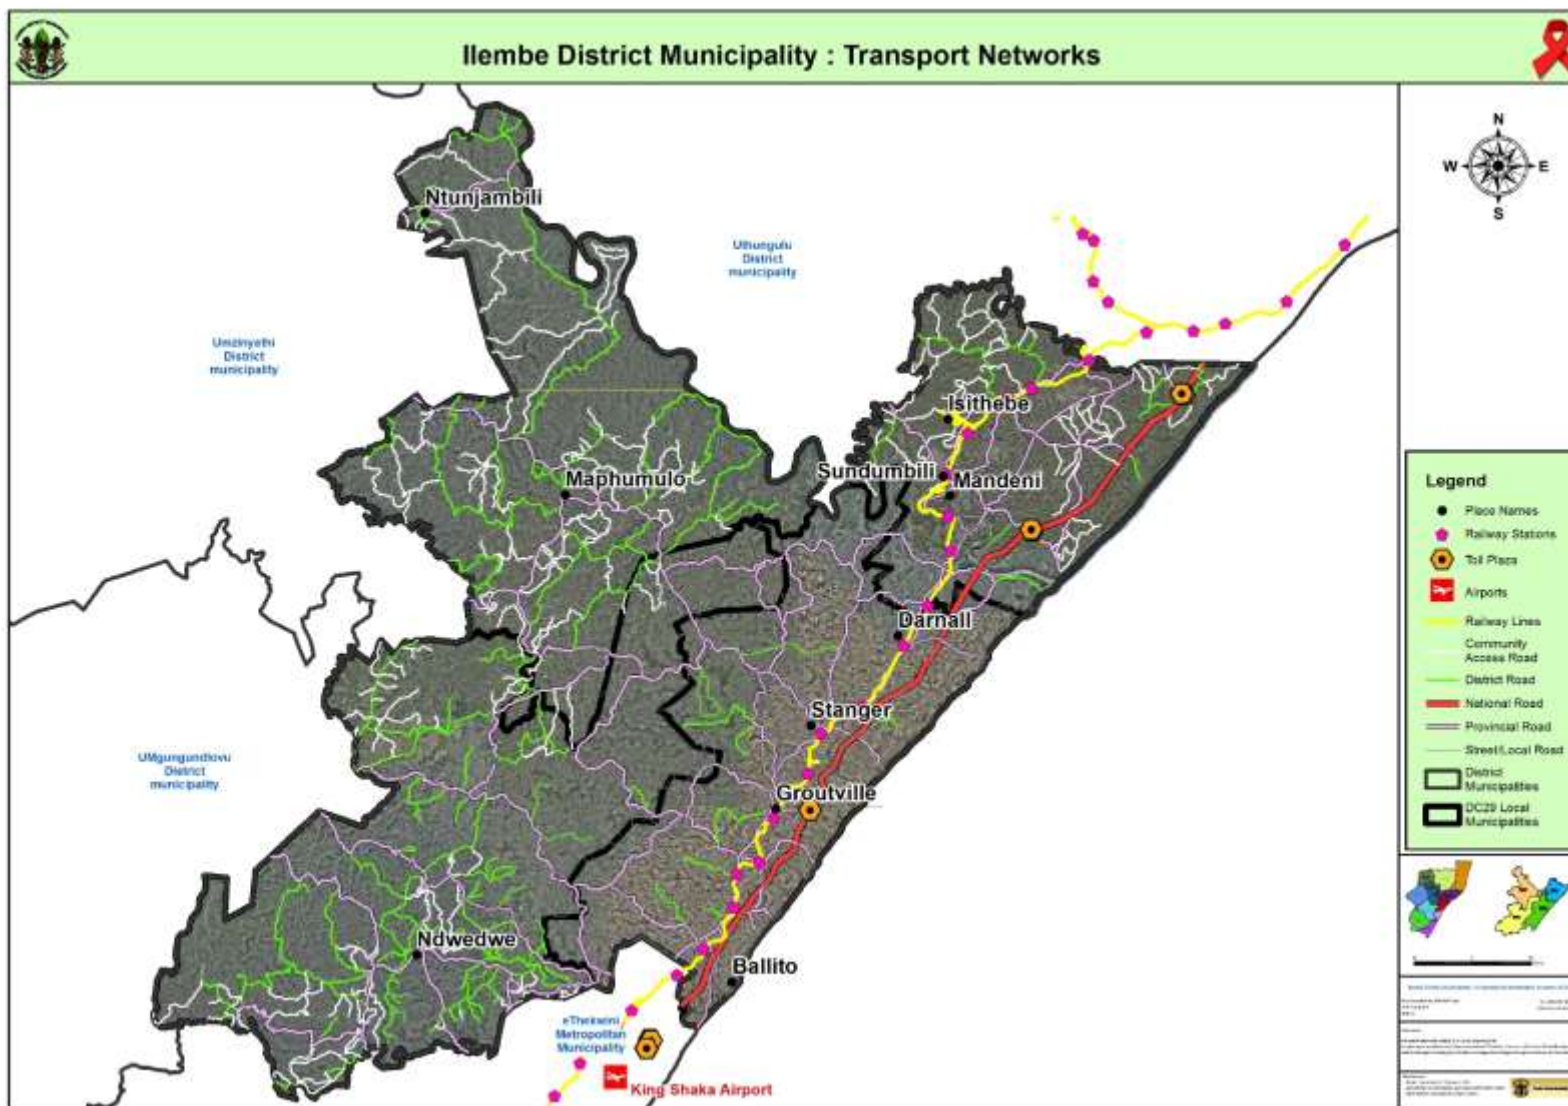 Ilembe District Municipality : Transport Networks
N
W
E
S
Ntunjambili
Uthungulu
District
municipality
Umzinyathi
District
municipality
Isithebe
Sundumbili
Mandeni
Maphumulo
Darnall
Stanger
UMgungundlovu
District
municipality
Groutville
Ndwedwe
Ballito
eThekwini
Metropolitan
Municipality
King Shaka Airport
Legend
Place Names
Railway Stations
Toll Plaza
Airports
Railway Lines
Community
Access Road
District Road
National Road
Provincial Road
Street/Local Road
District
Municipalities
DC29 Local
Municipalities